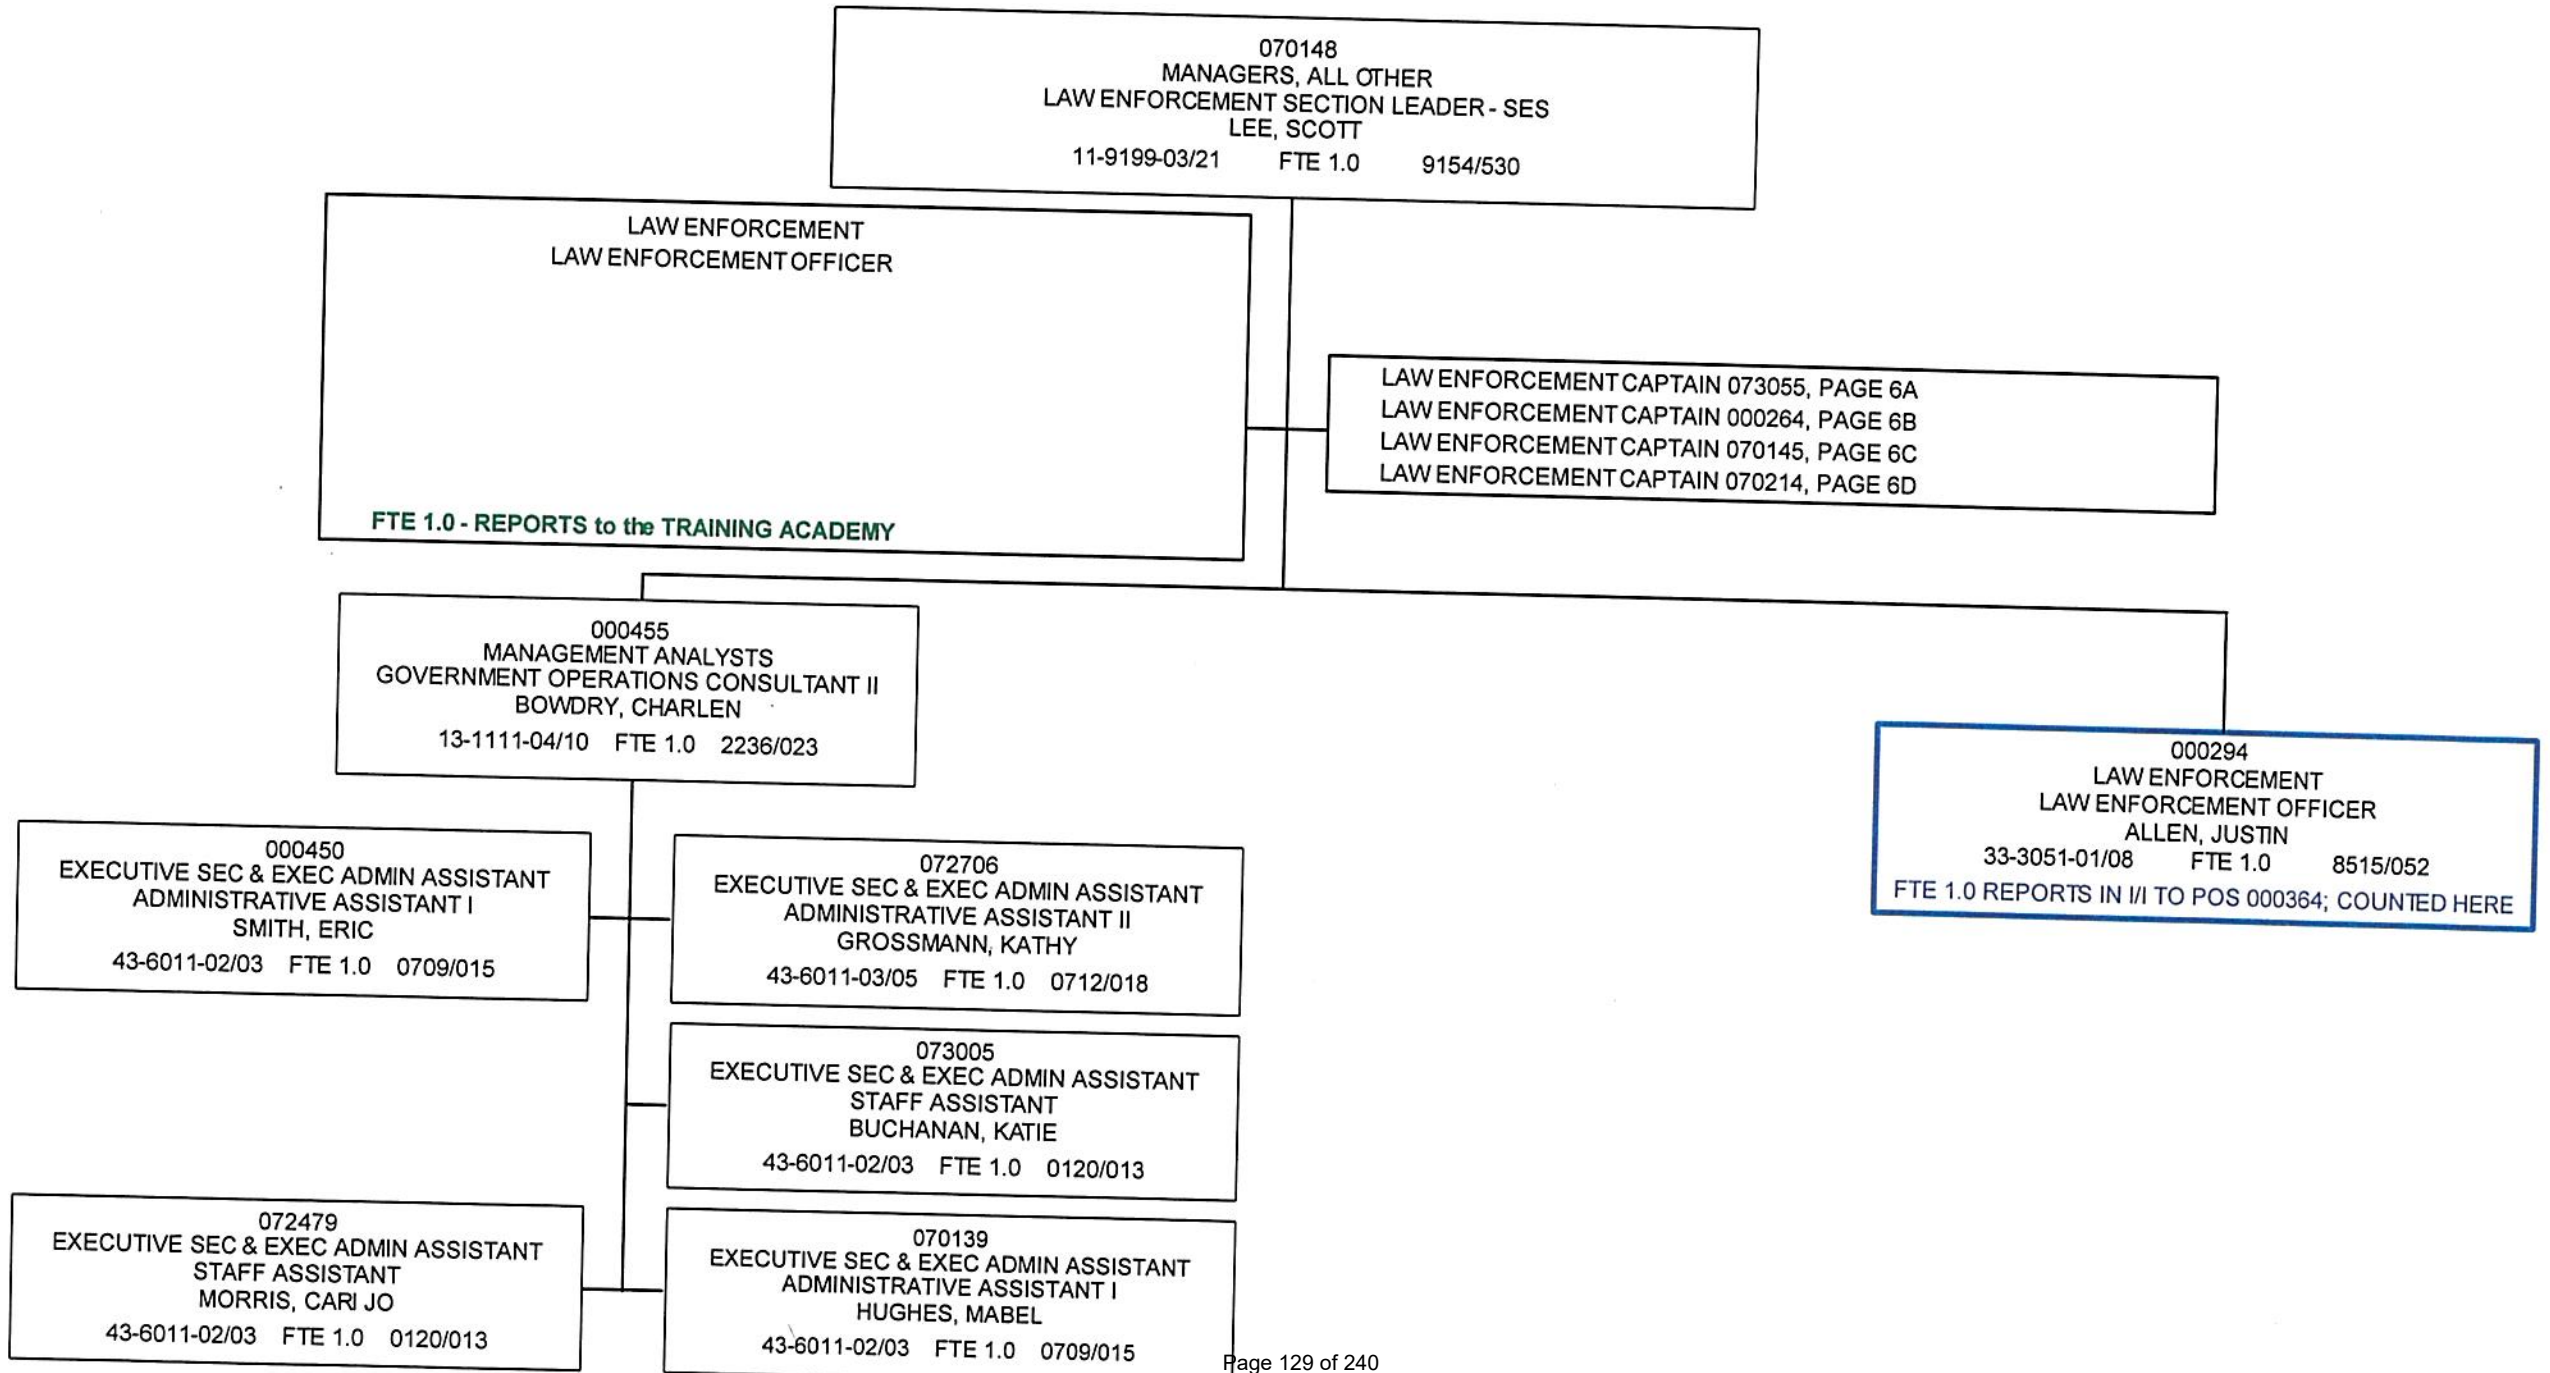 070148
MANAGERS, ALL OTHER
LAW ENFORCEMENT SECTION LEADER - SES
LEE, SCOTT
11-9199-03/21 FTE 1.0 9154/530
LAW ENFORCEMENT
LAW ENFORCEMENT OFFICER
FTE 1.0 - REPORTS to the TRAINING ACADEMY
LAW ENFORCEMENT CAPTAIN 073055, PAGE 6A
LAW ENFORCEMENT CAPTAIN 000264, PAGE 6B
LAW ENFORCEMENT CAPTAIN 070145, PAGE 6C
LAW ENFORCEMENT CAPTAIN 070214, PAGE 6D
000455
MANAGEMENT ANALYSTS
GOVERNMENT OPERATIONS CONSULTANT II
BOWDRY, CHARLEN
13-1111-04/10 FTE 1.0 2236/023
000294
LAW ENFORCEMENT
LAW ENFORCEMENT OFFICER
ALLEN, JUSTIN
33-3051-01/08 FTE 1.0 8515/052
FTE 1.0 REPORTS IN I/I TO POS 000364; COUNTED HERE
000450
EXECUTIVE SEC & EXEC ADMIN ASSISTANT
ADMINISTRATIVE ASSISTANT I
SMITH, ERIC
43-6011-02/03 FTE 1.0 0709/015
072706
EXECUTIVE SEC & EXEC ADMIN ASSISTANT
ADMINISTRATIVE ASSISTANT II
GROSSMANN, KATHY
43-6011-03/05 FTE 1.0 0712/018
073005
EXECUTIVE SEC & EXEC ADMIN ASSISTANT
STAFF ASSISTANT
BUCHANAN, KATIE
43-6011-02/03 FTE 1.0 0120/013
072479
EXECUTIVE SEC & EXEC ADMIN ASSISTANT
STAFF ASSISTANT
MORRIS, CARI JO
43-6011-02/03 FTE 1.0 0120/013
070139
EXECUTIVE SEC & EXEC ADMIN ASSISTANT
ADMINISTRATIVE ASSISTANT I
HUGHES, MABEL
43-6011-02/03 FTE 1.0 0709/015
Page 129 of 240